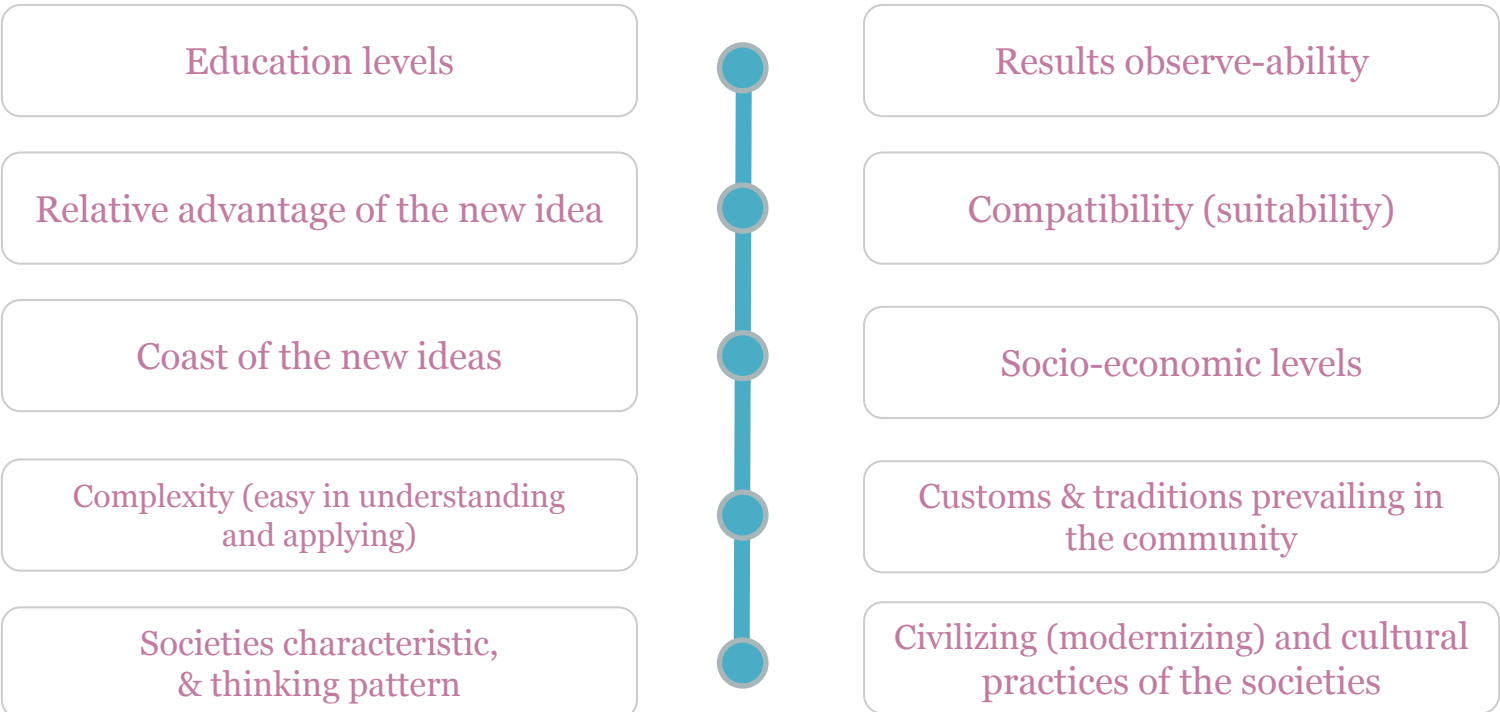 Education levels
Results observe-ability
Relative advantage of the new idea
Compatibility (suitability)
Coast of the new ideas
Socio-economic levels
Complexity (easy in understanding
and applying)
Customs & traditions prevailing in
the community
Societies characteristic,
& thinking pattern
Civilizing (modernizing) and cultural
practices of the societies